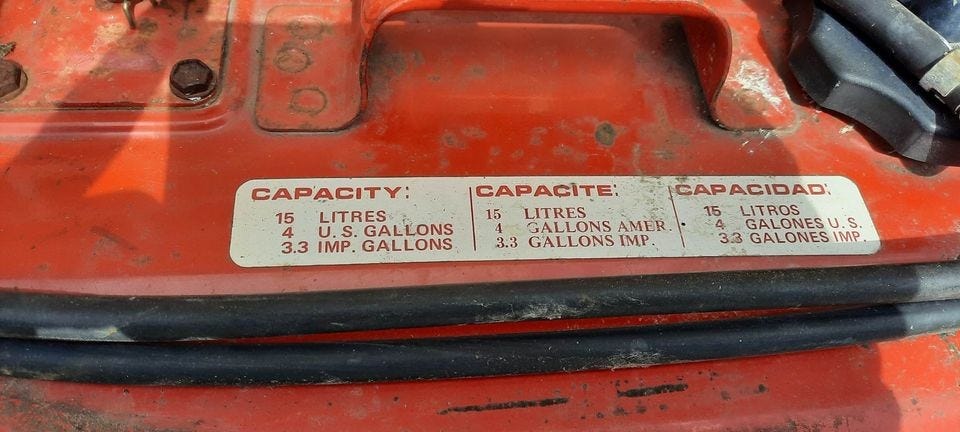 CAPACITY:
15 LITRES
4 U.S. GALLONS
3.3 IMP. GALLONS
CAPACITE:
15 LITRES
4 GALLONS AMER.
3.3 GALLONS IMP.
CAPACIDAD:
15 LITROS
4 GALONES U.S.
3.3 GALONES IMP.